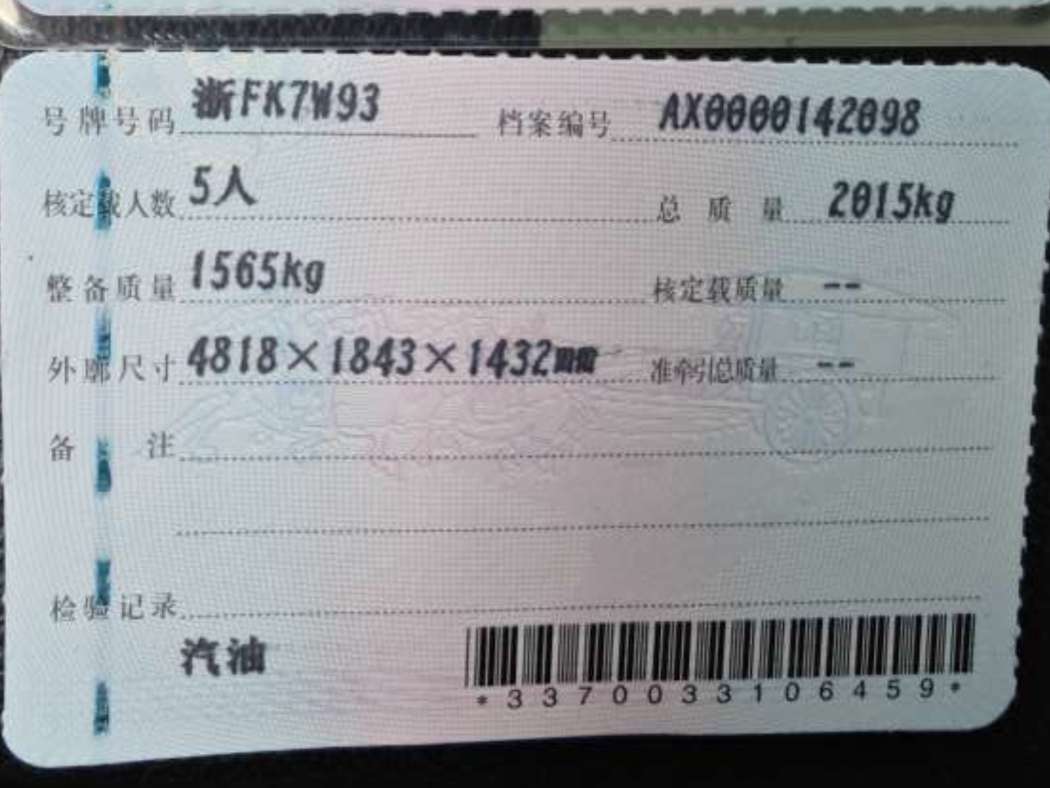 号牌号码 浙FK7W93 档案编号 AX0000142098
核定载人数 5人 总质量 2015kg
整备质量 1565kg 核定载质量 --
外廓尺寸 4818×1843×1432mm 准牵引总质量 --
备注
检验记录
汽油
*3370033106459*